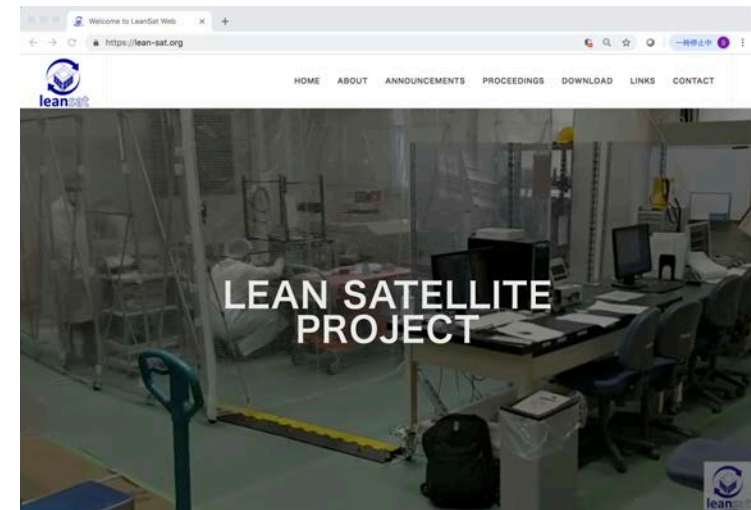 Welcome to LeanSat Web
https://lean-sat.org
一時停止中
leansat
HOME ABOUT ANNOUNCEMENTS PROCEEDINGS DOWNLOAD LINKS CONTACT
LEAN SATELLITE
PROJECT
leansat